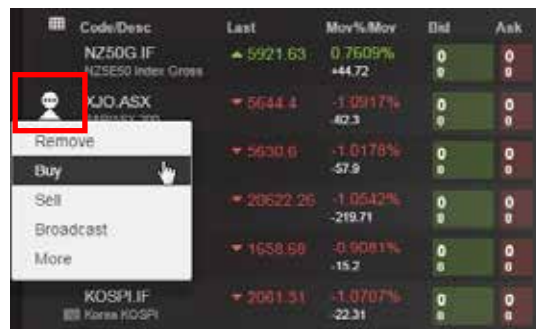 Code/Desc Last Mov%/Mov Bid Ask
NZ50G.IF 5921.63 0.7609% 0 0
NZSE50 Index Gross +44.72 0 0
XJO.ASX 5644.4 -1.0917% 0 0
-62.3 0 0
Remove
5630.6 -1.0178% 0 0
Buy -57.9 0 0
Sell 20622.26 -1.0542% 0 0
-219.71 0 0
Broadcast
More 1658.68 -0.9081% 0 0
-15.2 0 0
KOSPI.IF 2061.31 -1.0707% 0 0
Korea KOSPI -22.31 0 0